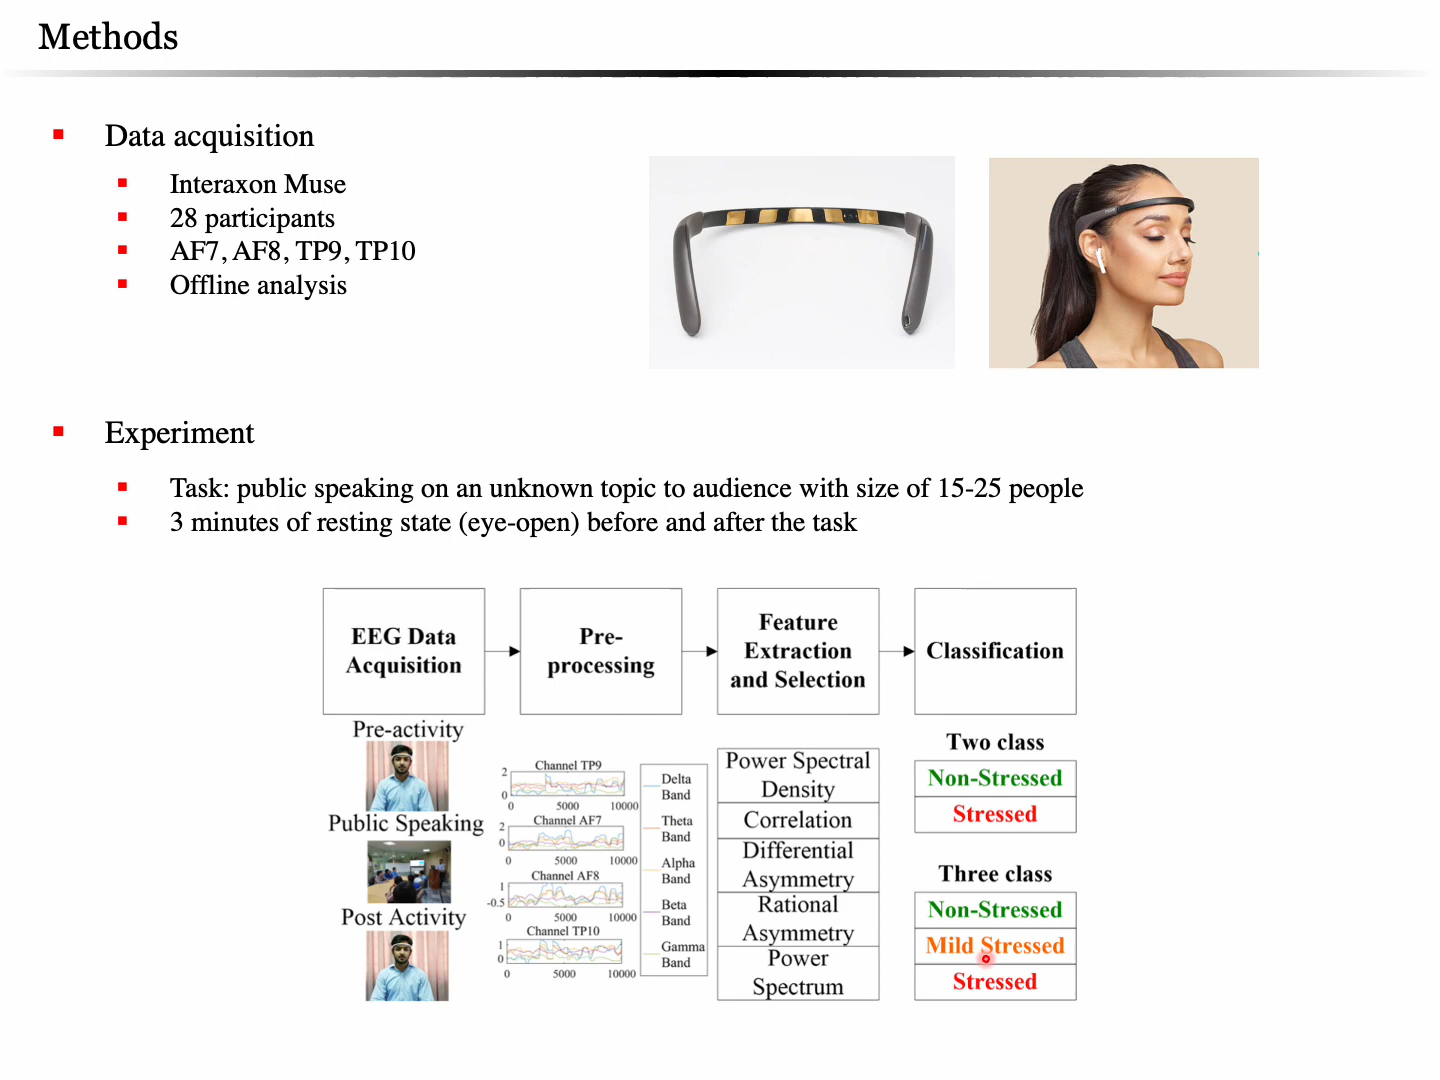 Methods
Data acquisition
Interaxon Muse
28 participants
AF7, AF8, TP9, TP10
Offline analysis
Experiment
Task: public speaking on an unknown topic to audience with size of 15-25 people
3 minutes of resting state (eye-open) before and after the task
EEG Data
Acquisition
Pre-
processing
Feature
Extraction
and Selection
Classification
Pre-activity
Public Speaking
Post Activity
Channel TP9
2
0
0 5000 10000
Channel AF7
2
0
0 5000 10000
Channel AF8
1
-0.5
0 5000 10000
Channel TP10
1
0
0 5000 10000
Delta
Band
Theta
Band
Alpha
Band
Beta
Band
Gamma
Band
Power Spectral
Density
Correlation
Differential
Asymmetry
Rational
Asymmetry
Power
Spectrum
Two class
Non-Stressed
Stressed
Three class
Non-Stressed
Mild Stressed
Stressed